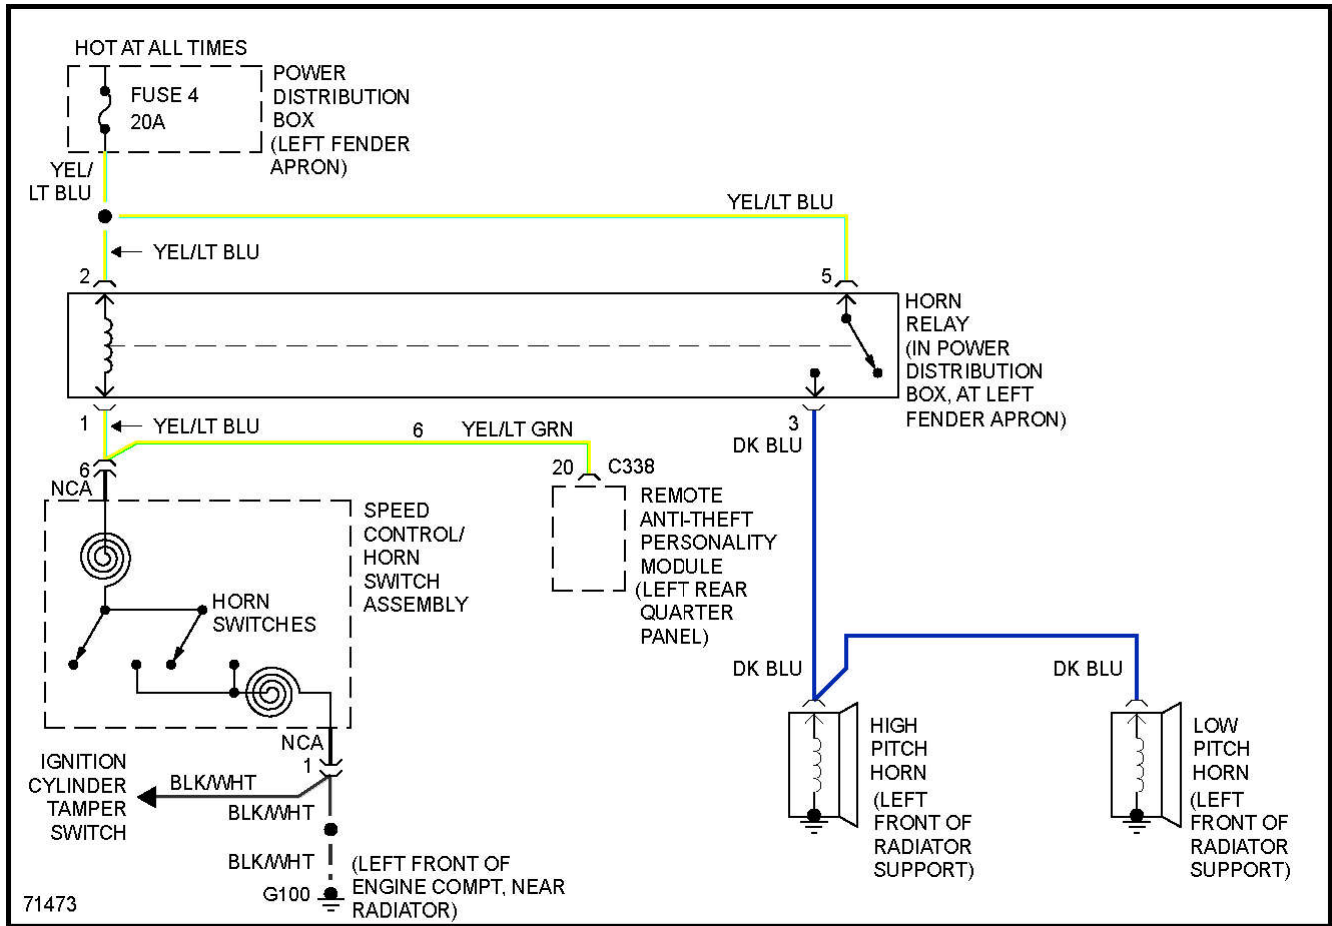 HOT AT ALL TIMES
FUSE 4
20A
POWER
DISTRIBUTION
BOX
(LEFT FENDER
APRON)
YEL/
LT BLU
YEL/LT BLU
YEL/LT BLU
2
5
HORN
RELAY
(IN POWER
DISTRIBUTION
BOX, AT LEFT
FENDER APRON)
1
YEL/LT BLU
6
YEL/LT GRN
3
DK BLU
6
NCA
20
C338
SPEED
CONTROL/
HORN
SWITCH
ASSEMBLY
REMOTE
ANTI-THEFT
PERSONALITY
MODULE
(LEFT REAR
QUARTER
PANEL)
HORN
SWITCHES
DK BLU
DK BLU
NCA
1
IGNITION
CYLINDER
TAMPER
SWITCH
BLK/WHT
BLK/WHT
BLK/WHT
G100
(LEFT FRONT OF
ENGINE COMPT, NEAR
RADIATOR)
HIGH
PITCH
HORN
(LEFT
FRONT OF
RADIATOR
SUPPORT)
LOW
PITCH
HORN
(LEFT
FRONT OF
RADIATOR
SUPPORT)
71473